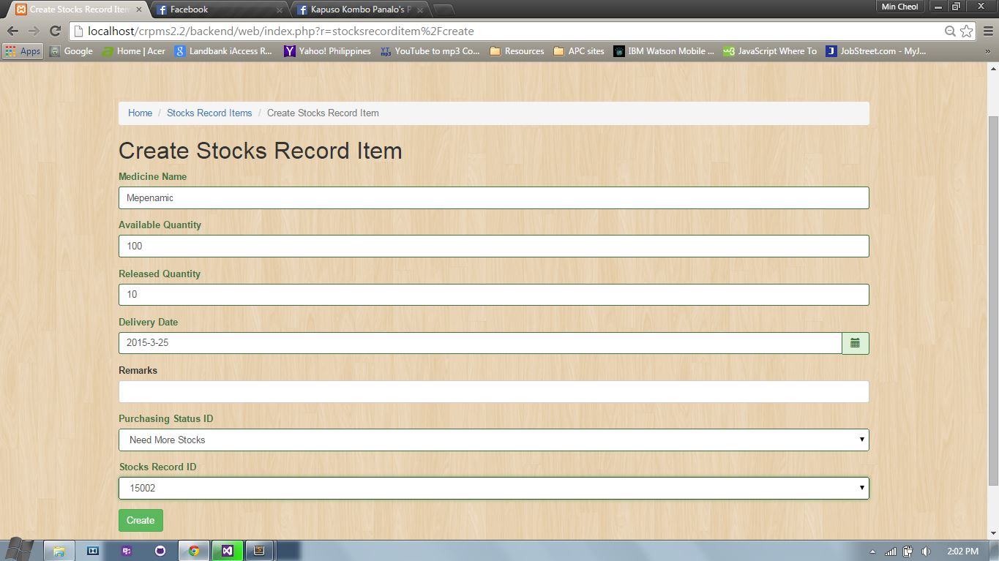 Create Stocks Record Item
Facebook
Kapuso Kombo Panalo's P
Min Cheol
localhost/crpms2.2/backend/web/index.php?r=stocksrecorditem%2Fcreate
Apps Google Home | Acer Landbank iAccess R... Yahoo! Philippines YouTube to mp3 Co... Resources APC sites IBM Watson Mobile ... JavaScript Where To JobStreet.com - MyJ... »
Home / Stocks Record Items / Create Stocks Record Item
Create Stocks Record Item
Medicine Name
Mepenamic
Available Quantity
100
Released Quantity
10
Delivery Date
2015-3-25
Remarks
Purchasing Status ID
Need More Stocks
Stocks Record ID
15002
Create
2:02 PM